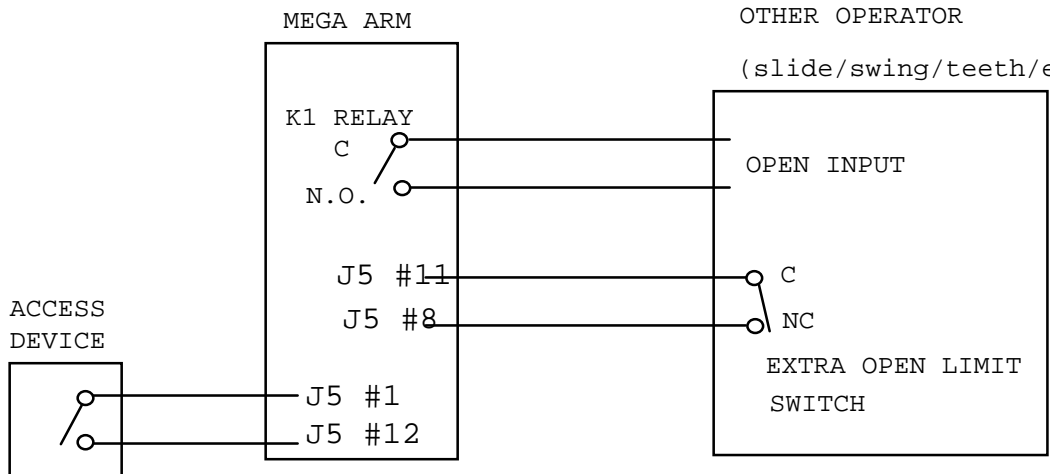 MEGA ARM
OTHER OPERATOR
(slide/swing/teeth/e
K1 RELAY
C
N.O.
OPEN INPUT
J5 #11
C
J5 #8
NC
EXTRA OPEN LIMIT
SWITCH
ACCESS
DEVICE
J5 #1
J5 #12